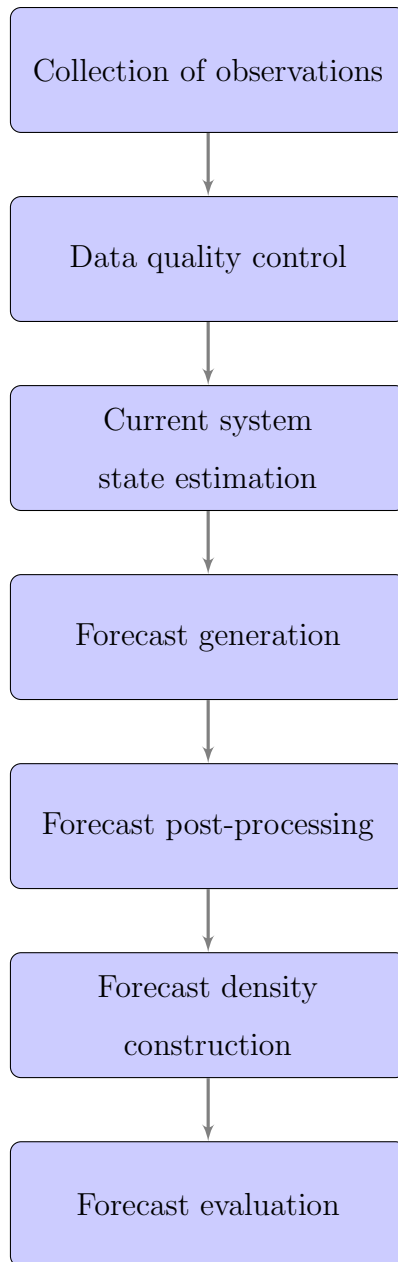 Collection of observations
Data quality control
Current system
state estimation
Forecast generation
Forecast post-processing
Forecast density
construction
Forecast evaluation